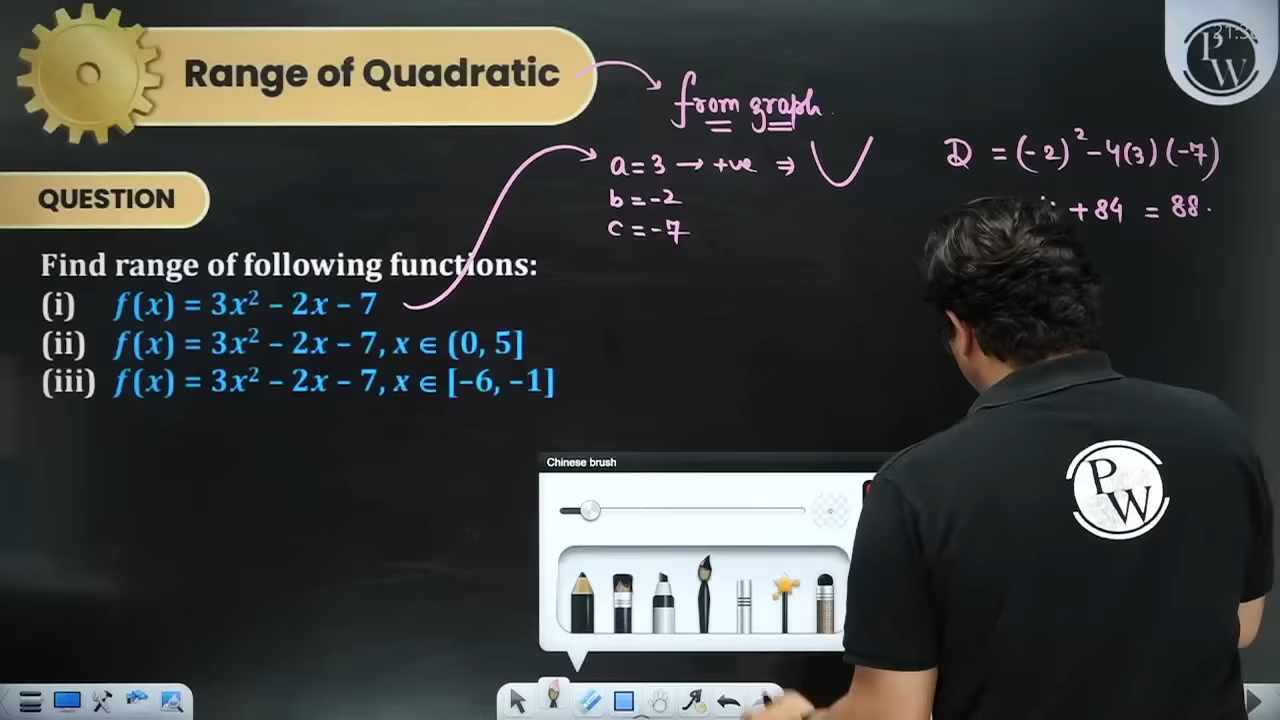 Range of Quadratic
from graph.
QUESTION
a = 3 → +ve ⇒
b = -2
c = -7
D = (-2)² - 4(3)(-7)
+ 84 = 88.
Find range of following functions:
(i) f(x) = 3x² − 2x − 7
(ii) f(x) = 3x² − 2x − 7, x ∈ (0, 5]
(iii) f(x) = 3x² − 2x − 7, x ∈ [−6, −1]
Chinese brush
P
W
P
W